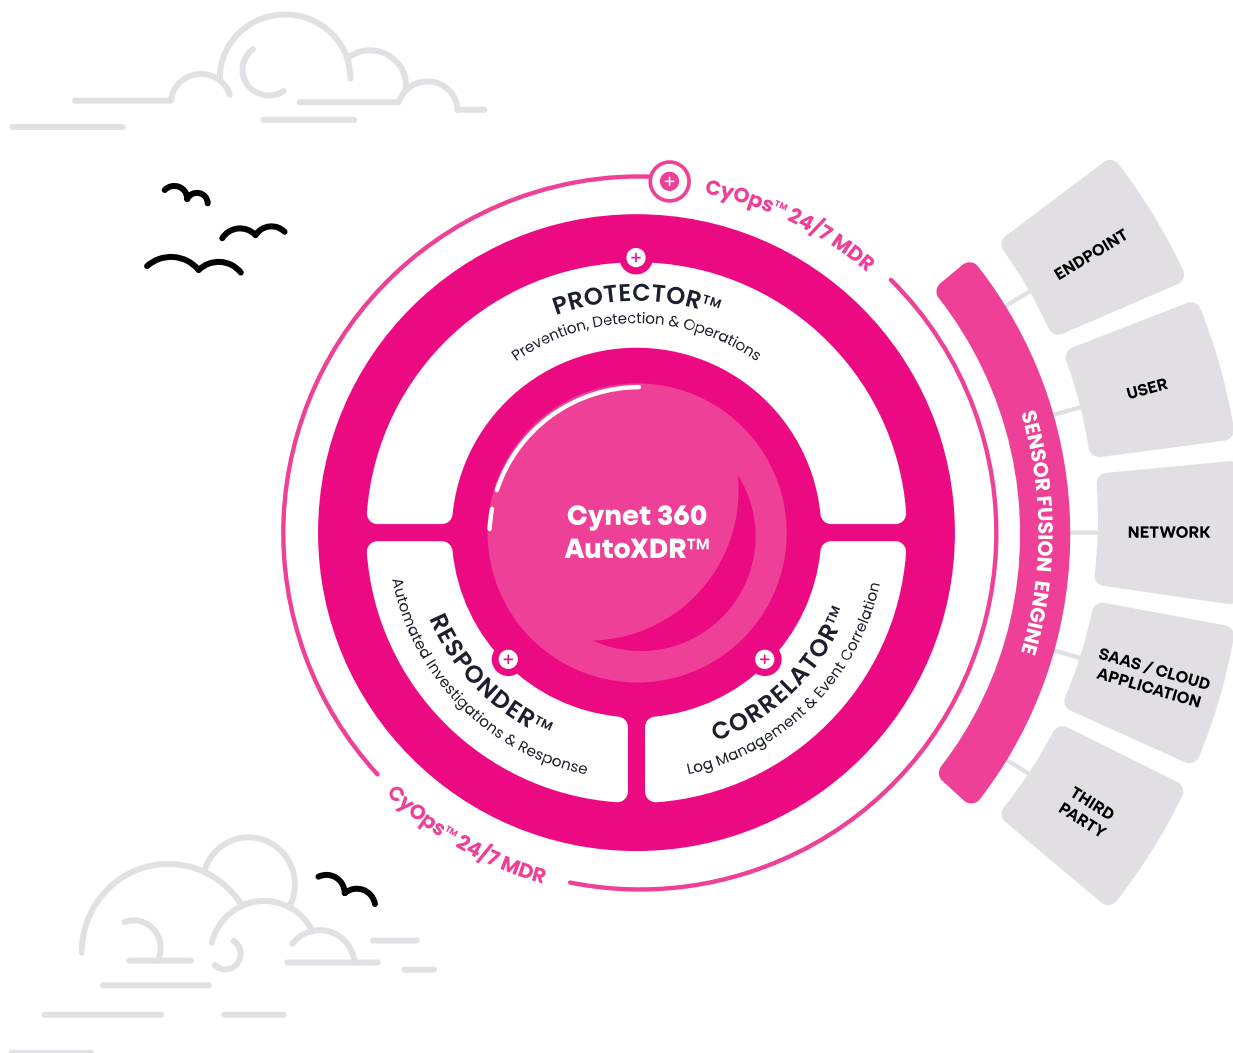 CyOps™ 24/7 MDR
PROTECTOR™
Prevention, Detection & Operations
Cynet 360
AutoXDR™
RESPONDER™
Automated Investigations & Response
CORRELATOR™
Log Management & Event Correlation
CyOps™ 24/7 MDR
SENSOR FUSION ENGINE
ENDPOINT
USER
NETWORK
SAAS / CLOUD
APPLICATION
THIRD
PARTY